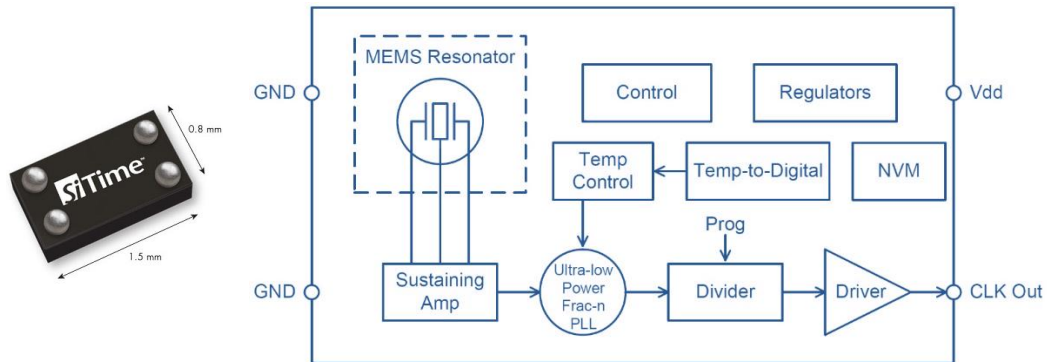 0.8 mm
SiTime™
1.5 mm
GND
GND
MEMS Resonator
Control
Regulators
Vdd
Temp
Control
Temp-to-Digital
NVM
Prog
Sustaining
Amp
Ultra-low
Power
Frac-n
PLL
Divider
Driver
CLK Out